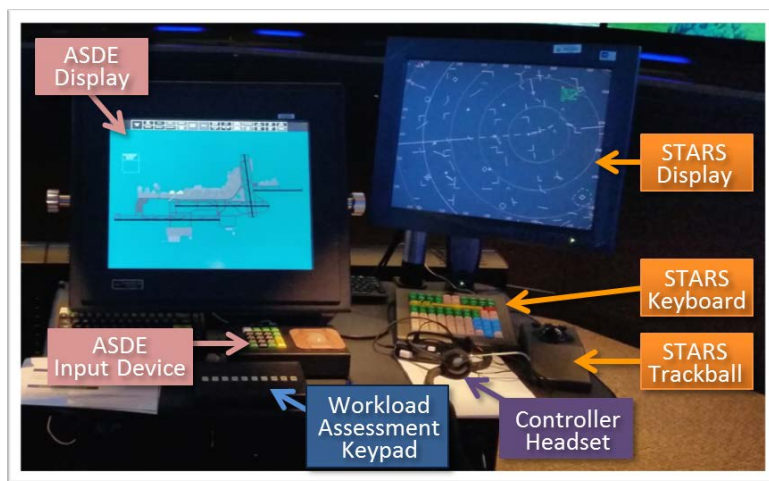 ASDE
Display
STARS
Display
STARS
Keyboard
ASDE
Input Device
STARS
Trackball
Workload
Assessment
Keypad
Controller
Headset